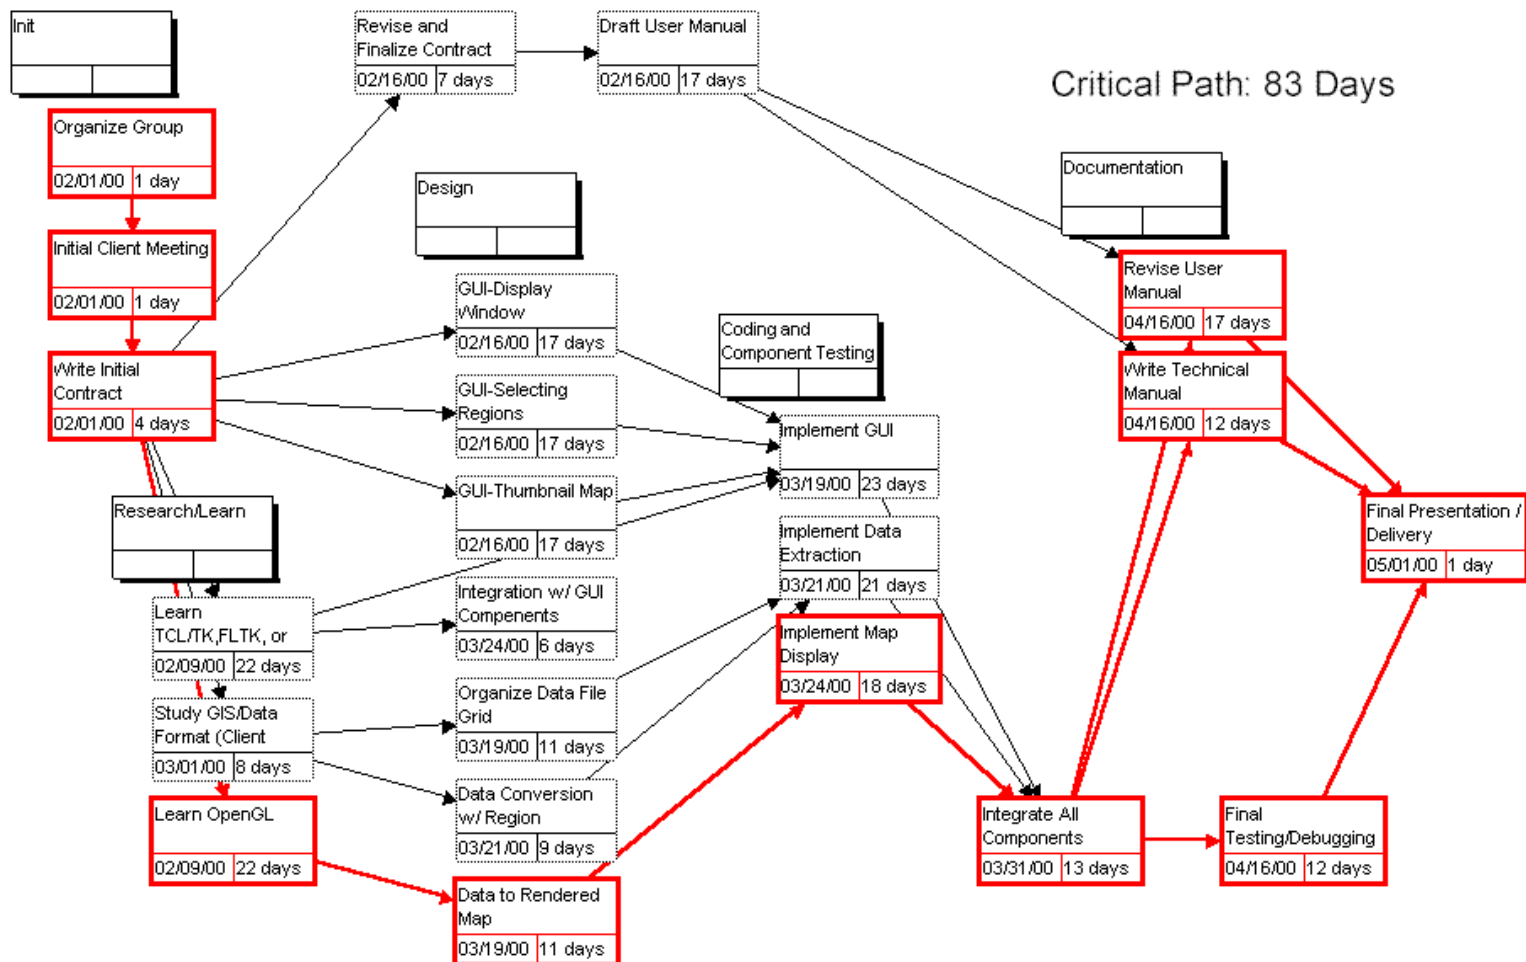 Init
Revise and
Finalize Contract
02/16/00 7 days
Draft User Manual
02/16/00 17 days
Critical Path: 83 Days
Organize Group
02/01/00 1 day
Design
Documentation
Initial Client Meeting
02/01/00 1 day
Revise User
Manual
04/16/00 17 days
GUI-Display
Window
02/16/00 17 days
Coding and
Component Testing
Write Initial
Contract
02/01/00 4 days
Write Technical
Manual
04/16/00 12 days
GUI-Selecting
Regions
02/16/00 17 days
Implement GUI
03/19/00 23 days
GUI-Thumbnail Map
02/16/00 17 days
Research/Learn
Final Presentation /
Delivery
05/01/00 1 day
Implement Data
Extraction
03/21/00 21 days
Integration w/ GUI
Compenents
03/24/00 6 days
Learn
TCL/TK,FLTK, or
02/09/00 22 days
Implement Map
Display
03/24/00 18 days
Organize Data File
Grid
03/19/00 11 days
Study GIS/Data
Format (Client
03/01/00 8 days
Data Conversion
w/ Region
03/21/00 9 days
Learn OpenGL
02/09/00 22 days
Integrate All
Components
03/31/00 13 days
Final
Testing/Debugging
04/16/00 12 days
Data to Rendered
Map
03/19/00 11 days